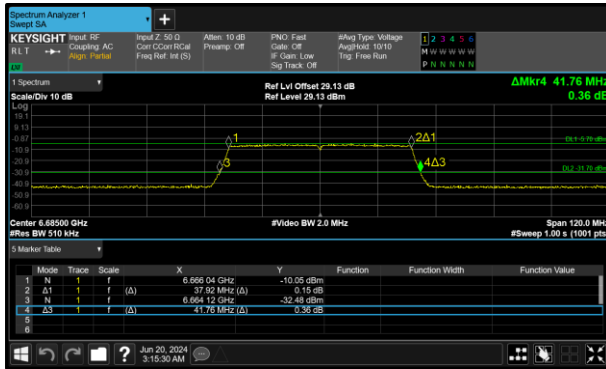 Spectrum Analyzer 1
Swept SA
KEYSIGHT Input: RF Input Z: 50 Ω Atten: 10 dB PNO: Fast #Avg Type: Voltage 1 2 3 4 5 6
RLT Coupling: AC Corr CCorr RCal Preamp: Off Gate: Off Avg|Hold: 10/10 M W W W W W
Align: Partial Freq Ref: Int (S) IF Gain: Low Trig: Free Run
Sig Track: Off P N N N N N
1 Spectrum Ref Lvl Offset 29.13 dB ΔMkr4 41.76 MHz
Scale/Div 10 dB Ref Level 29.13 dBm 0.36 dB
Log
19.1
9.13
-0.87 1 2Δ1 DL1 -5.70 dBm
-10.9
-20.9 3 4Δ3
-30.9 DL2 -31.70 dBm
-40.9
-50.9
-60.9
Center 6.68500 GHz #Video BW 2.0 MHz Span 120.0 MHz
#Res BW 510 kHz #Sweep 1.00 s (1001 pts)
5 Marker Table
Mode Trace Scale X Y Function Function Width Function Value
1 N 1 f 6.666 04 GHz -10.05 dBm
2 Δ1 1 f (Δ) 37.92 MHz (Δ) 0.15 dB
3 N 1 f 6.664 12 GHz -32.48 dBm
4 Δ3 1 f (Δ) 41.76 MHz (Δ) 0.36 dB
5
6
? Jun 20, 2024
3:15:30 AM